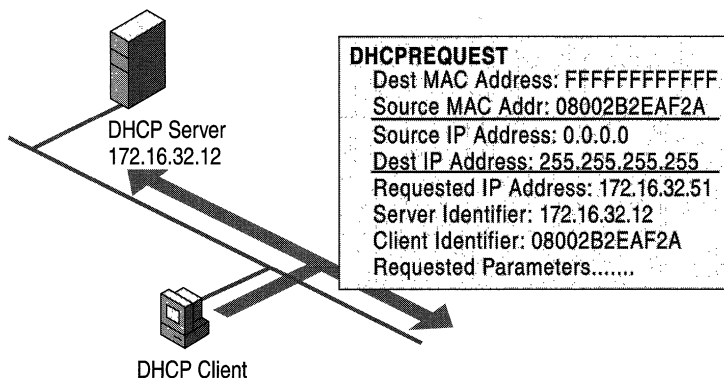 DHCP Server
172.16.32.12
DHCPREQUEST
Dest MAC Address: FFFFFFFFFFFF
Source MAC Addr: 08002B2EAF2A
Source IP Address: 0.0.0.0
Dest IP Address: 255.255.255.255
Requested IP Address: 172.16.32.51
Server Identifier: 172.16.32.12
Client Identifier: 08002B2EAF2A
Requested Parameters.......
DHCP Client